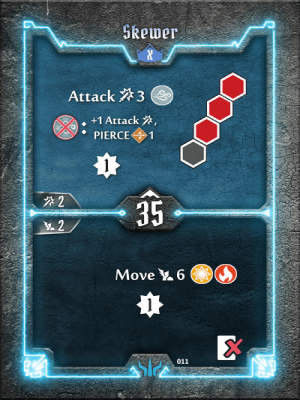 Skewer
X
Attack 3
: +1 Attack ,
PIERCE 1
1
2
35
2
Move 6
1
011